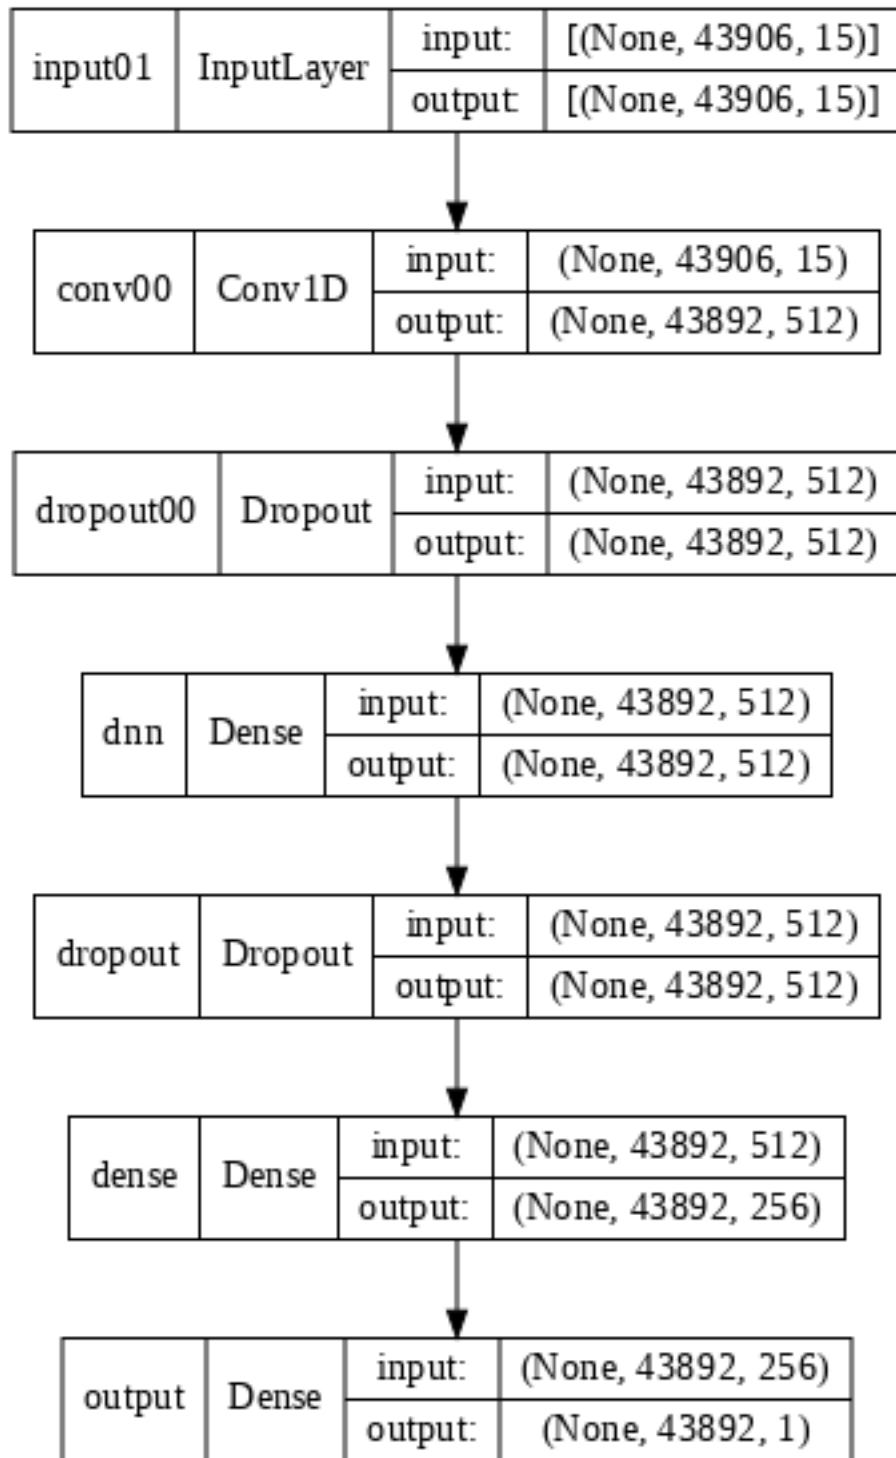 input01 InputLayer input: [(None, 43906, 15)]
output: [(None, 43906, 15)]
conv00 Conv1D input: (None, 43906, 15)
output: (None, 43892, 512)
dropout00 Dropout input: (None, 43892, 512)
output: (None, 43892, 512)
dnn Dense input: (None, 43892, 512)
output: (None, 43892, 512)
dropout Dropout input: (None, 43892, 512)
output: (None, 43892, 512)
dense Dense input: (None, 43892, 512)
output: (None, 43892, 256)
output Dense input: (None, 43892, 256)
output: (None, 43892, 1)